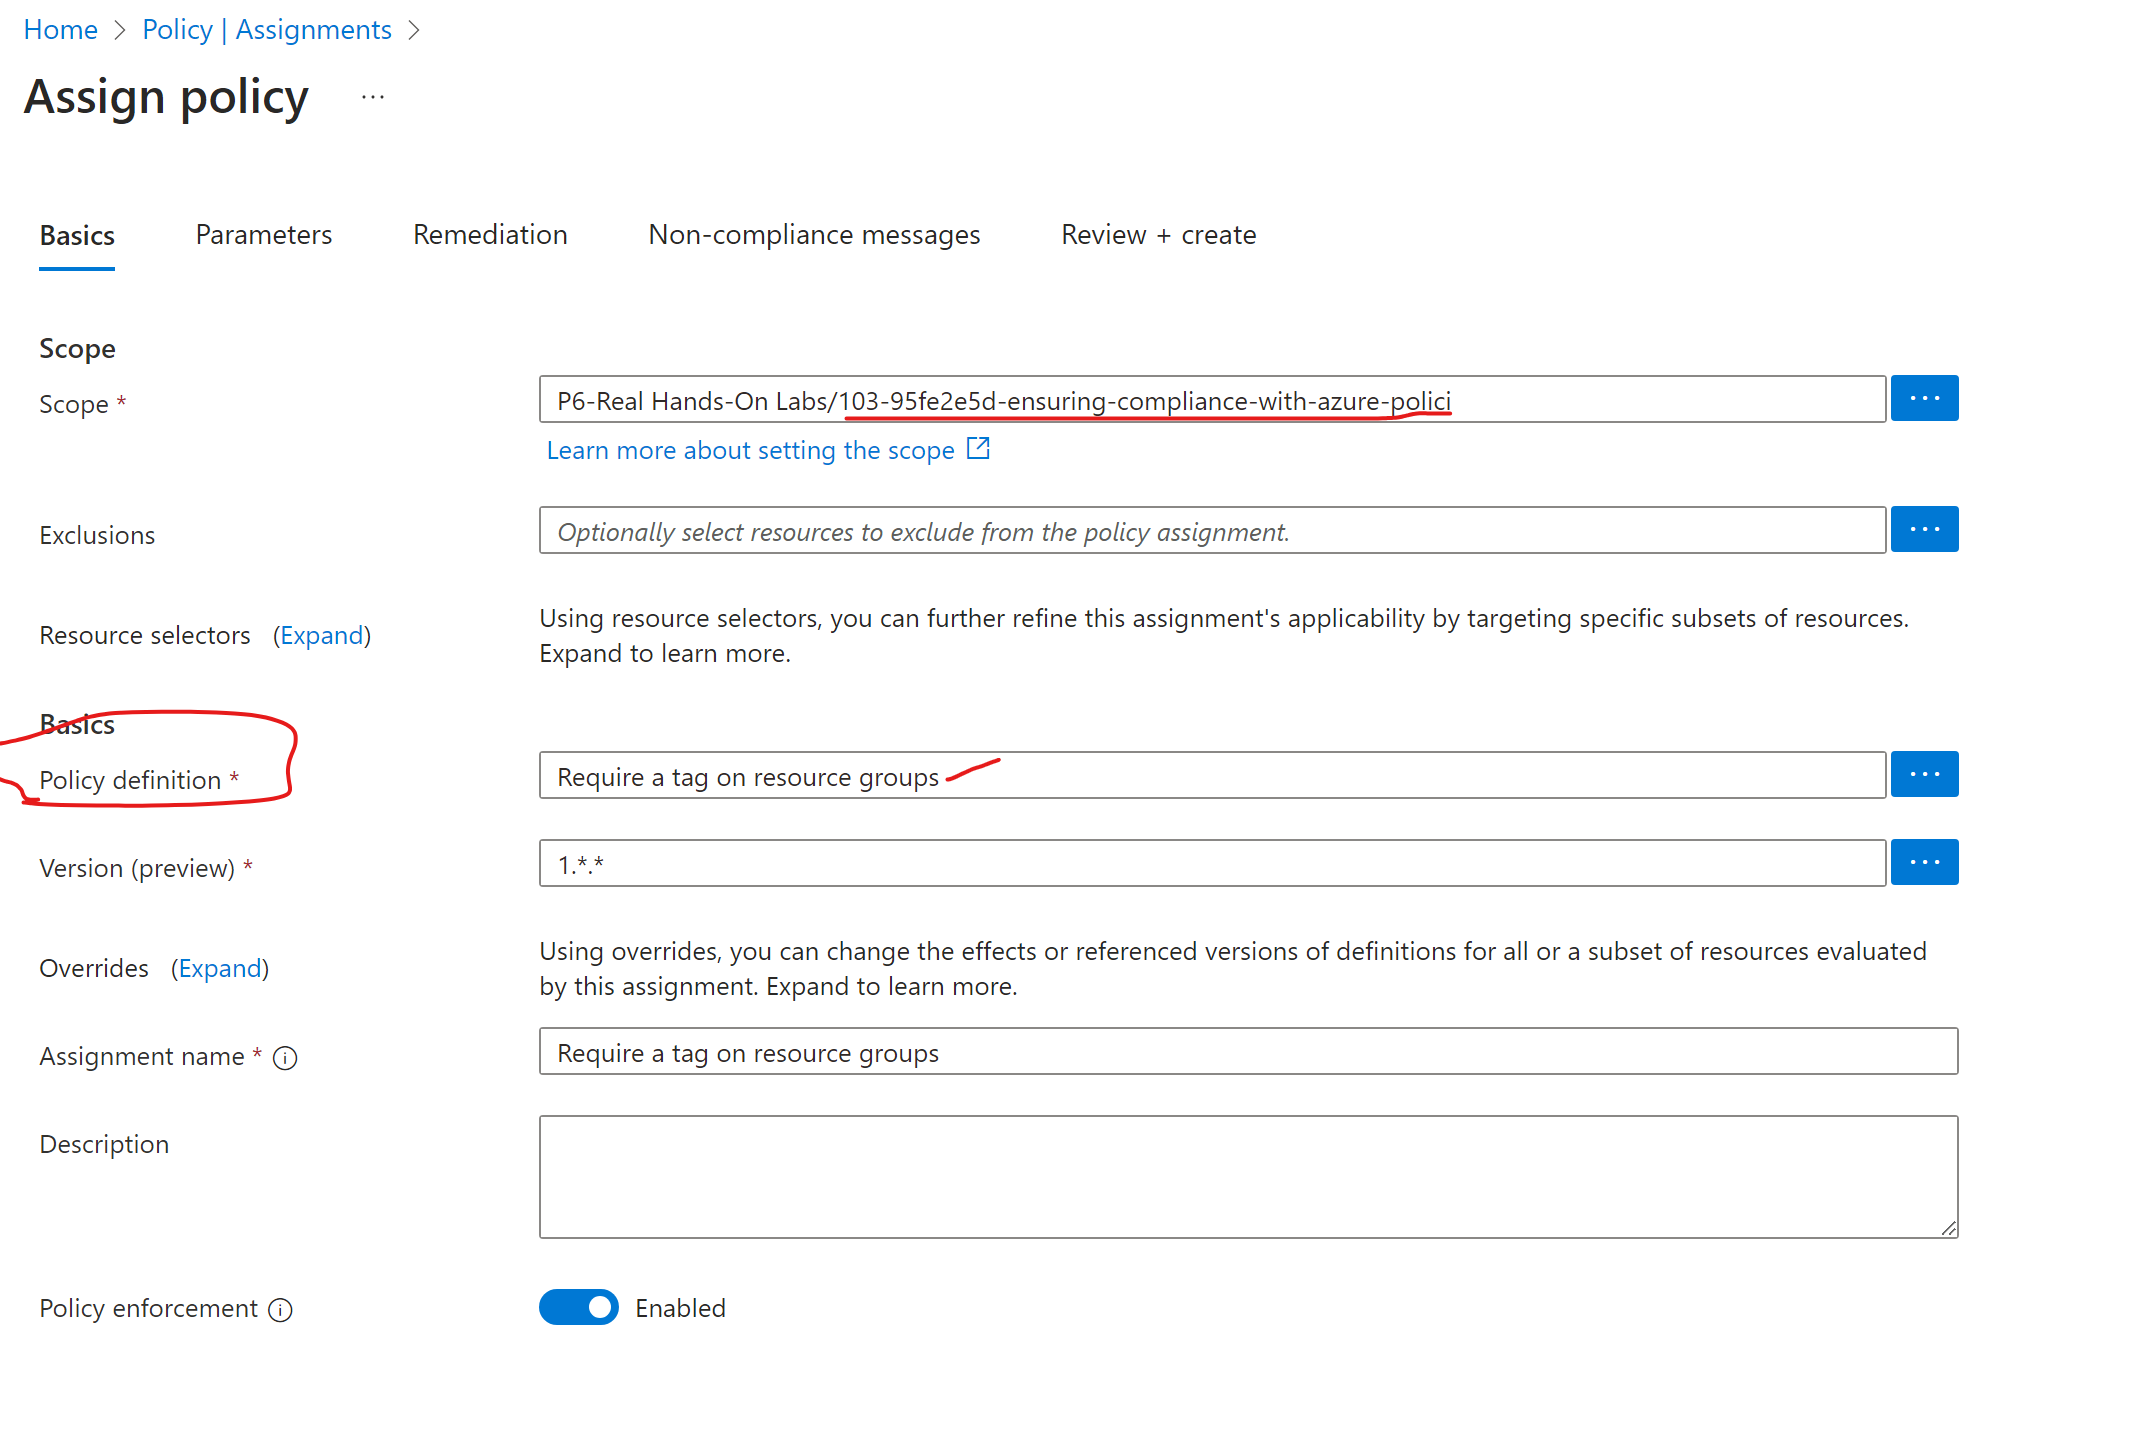 Home > Policy | Assignments >
Assign policy ...
Basics Parameters Remediation Non-compliance messages Review + create
Scope
Scope * P6-Real Hands-On Labs/103-95fe2e5d-ensuring-compliance-with-azure-polici ...
Learn more about setting the scope
Exclusions Optionally select resources to exclude from the policy assignment. ...
Resource selectors (Expand) Using resource selectors, you can further refine this assignment's applicability by targeting specific subsets of resources.
Expand to learn more.
Basics
Policy definition * Require a tag on resource groups ...
Version (preview) * 1.*.* ...
Overrides (Expand) Using overrides, you can change the effects or referenced versions of definitions for all or a subset of resources evaluated
by this assignment. Expand to learn more.
Assignment name * Require a tag on resource groups
Description
Policy enforcement Enabled